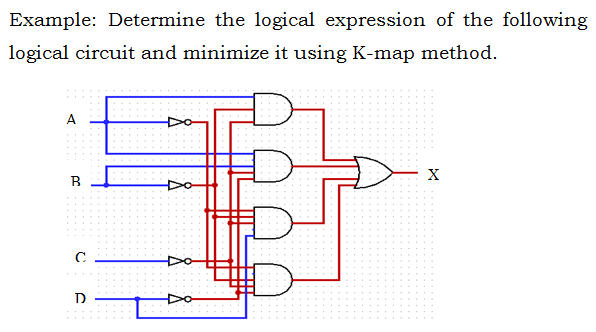 Example: Determine the logical expression of the following
logical circuit and minimize it using K-map method.
A
B
X
C
D